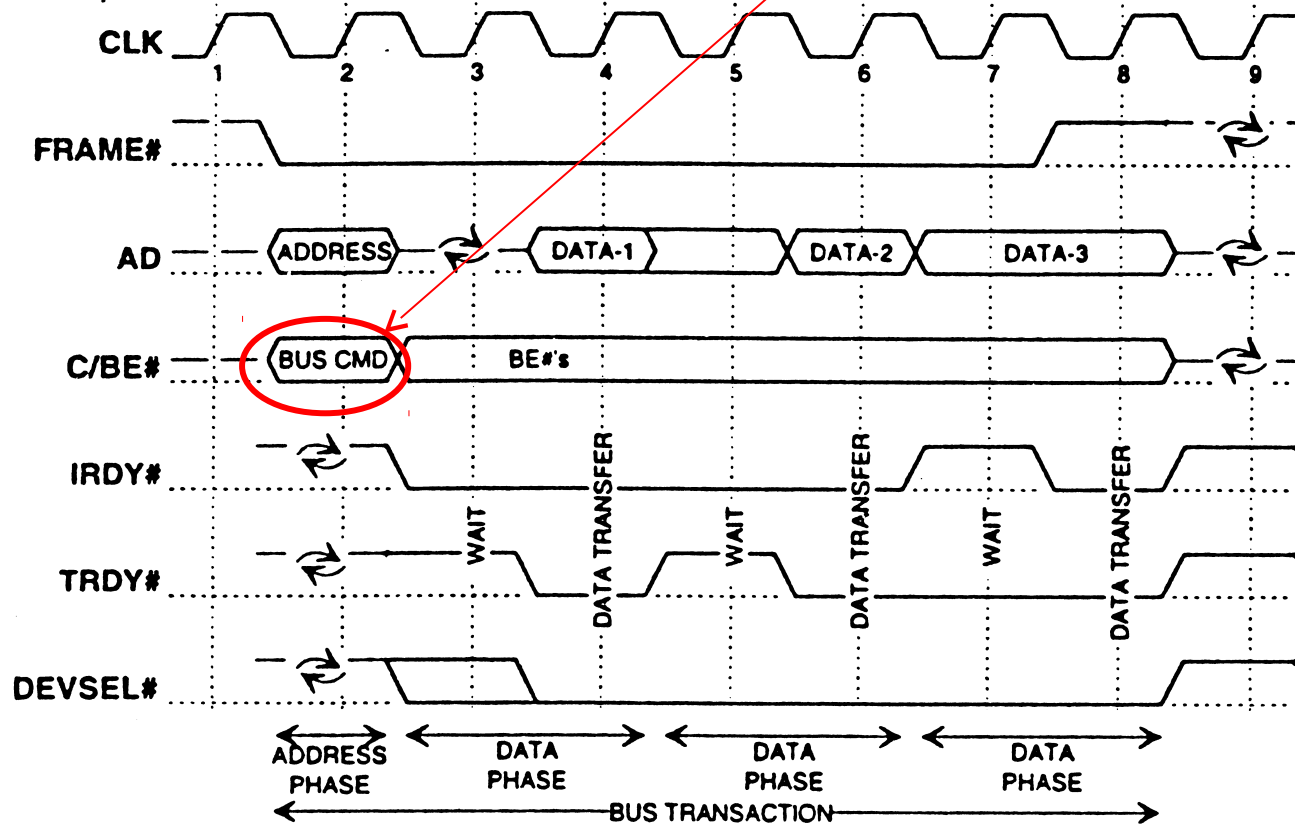 CLK
1 2 3 4 5 6 7 8 9
FRAME#
AD ADDRESS DATA-1 DATA-2 DATA-3
C/BE# BUS CMD BE#'s
IRDY#
TRDY#
WAIT
DATA TRANSFER
WAIT
DATA TRANSFER
WAIT
DATA TRANSFER
DEVSEL#
ADDRESS PHASE
DATA PHASE
DATA PHASE
DATA PHASE
BUS TRANSACTION